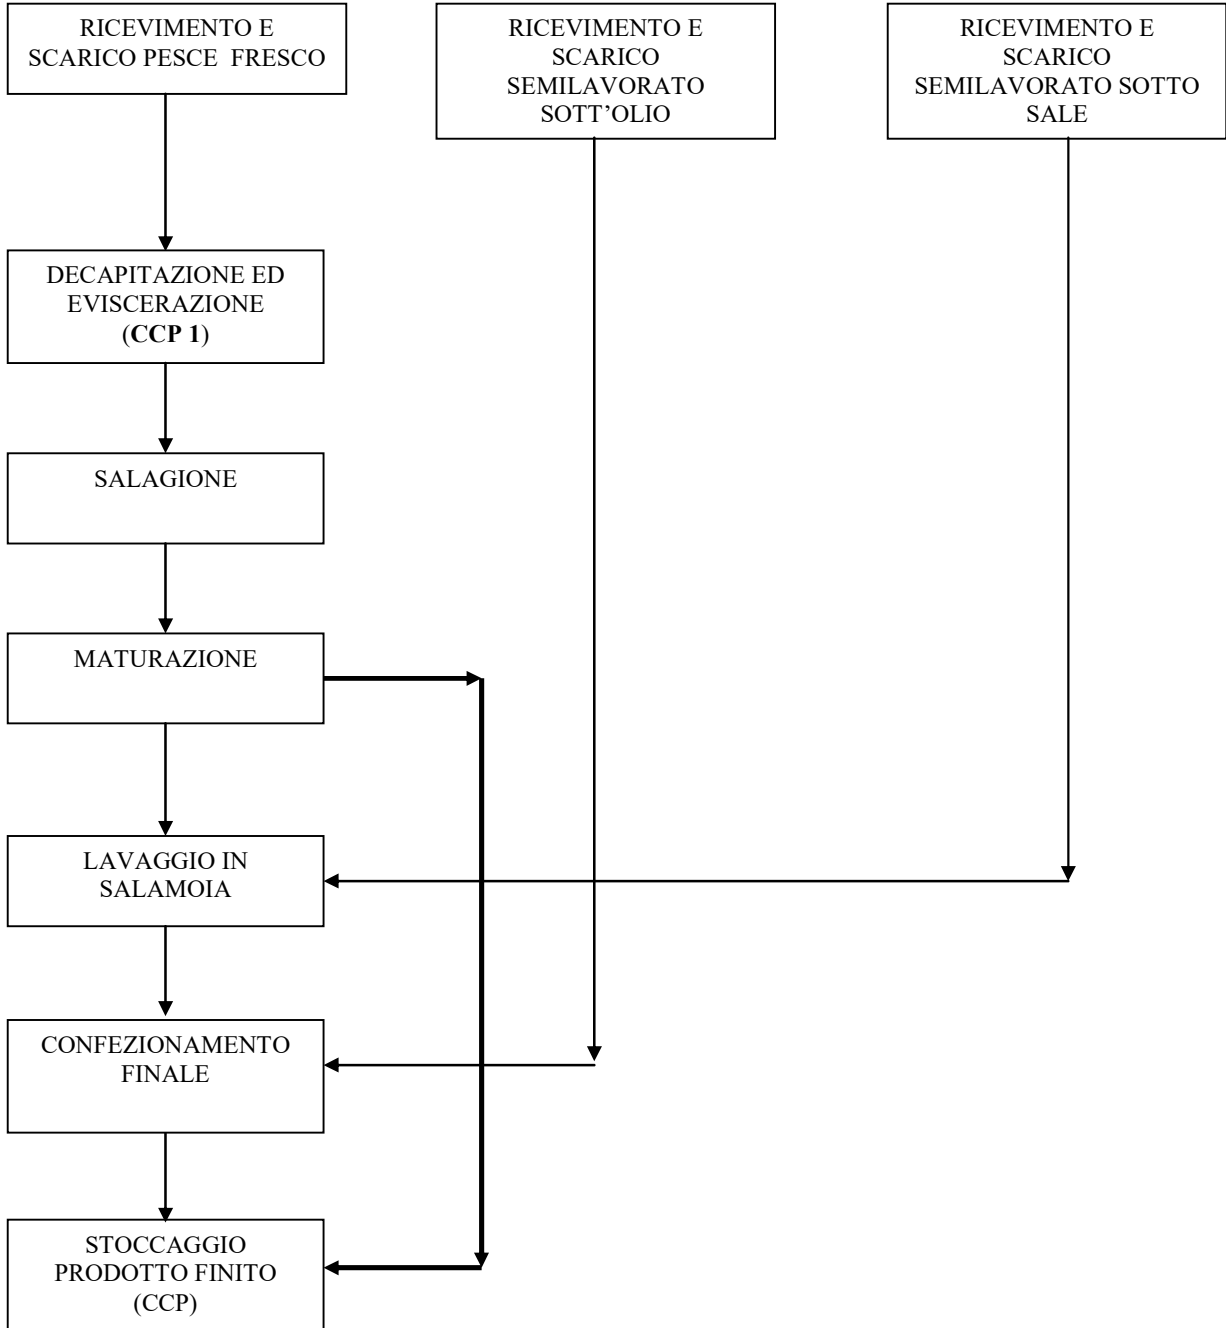 RICEVIMENTO E
SCARICO PESCE FRESCO
RICEVIMENTO E
SCARICO
SEMILAVORATO
SOTT’OLIO
RICEVIMENTO E
SCARICO
SEMILAVORATO SOTTO
SALE
DECAPITAZIONE ED
EVISCERAZIONE
(CCP 1)
SALAGIONE
MATURAZIONE
LAVAGGIO IN
SALAMOIA
CONFEZIONAMENTO
FINALE
STOCCAGGIO
PRODOTTO FINITO
(CCP)